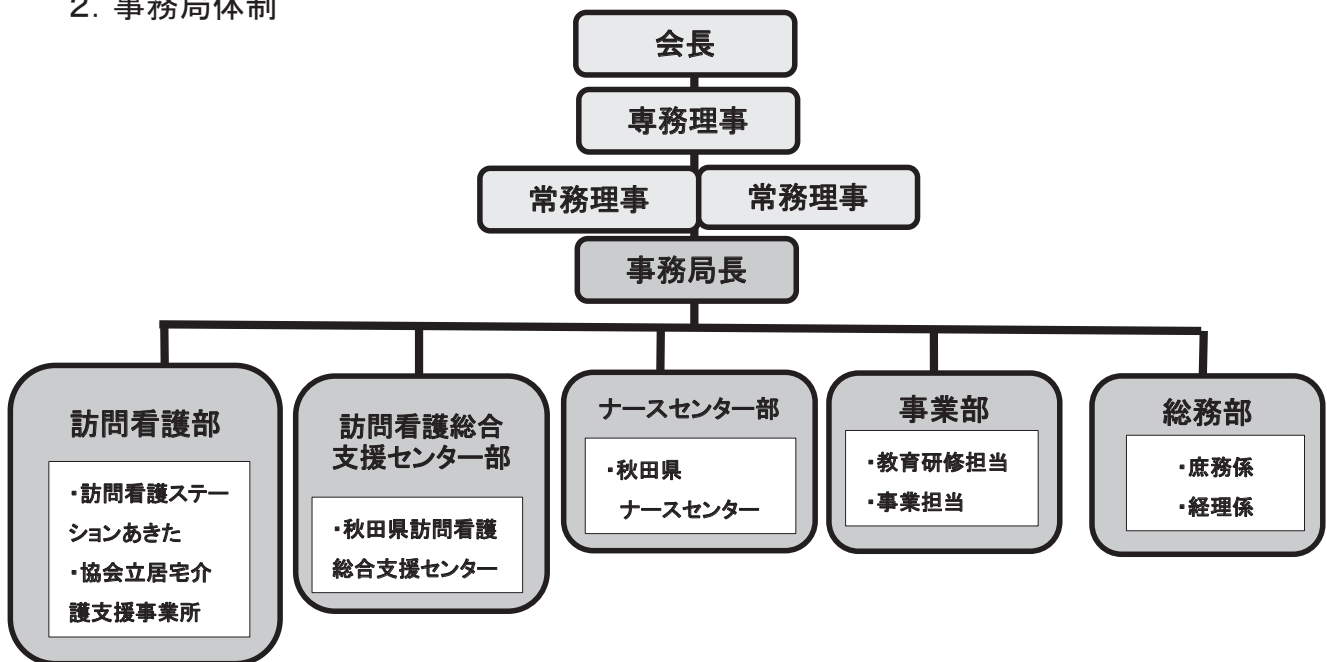 2. 事務局体制
会長
専務理事
常務理事
常務理事
事務局長
訪問看護部
・訪問看護ステー
ションあきた
・協会立居宅介
護支援事業所
訪問看護総合
支援センター部
・秋田県訪問看護
総合支援センター
ナースセンター部
・秋田県
ナースセンター
事業部
・教育研修担当
・事業担当
総務部
・庶務係
・経理係